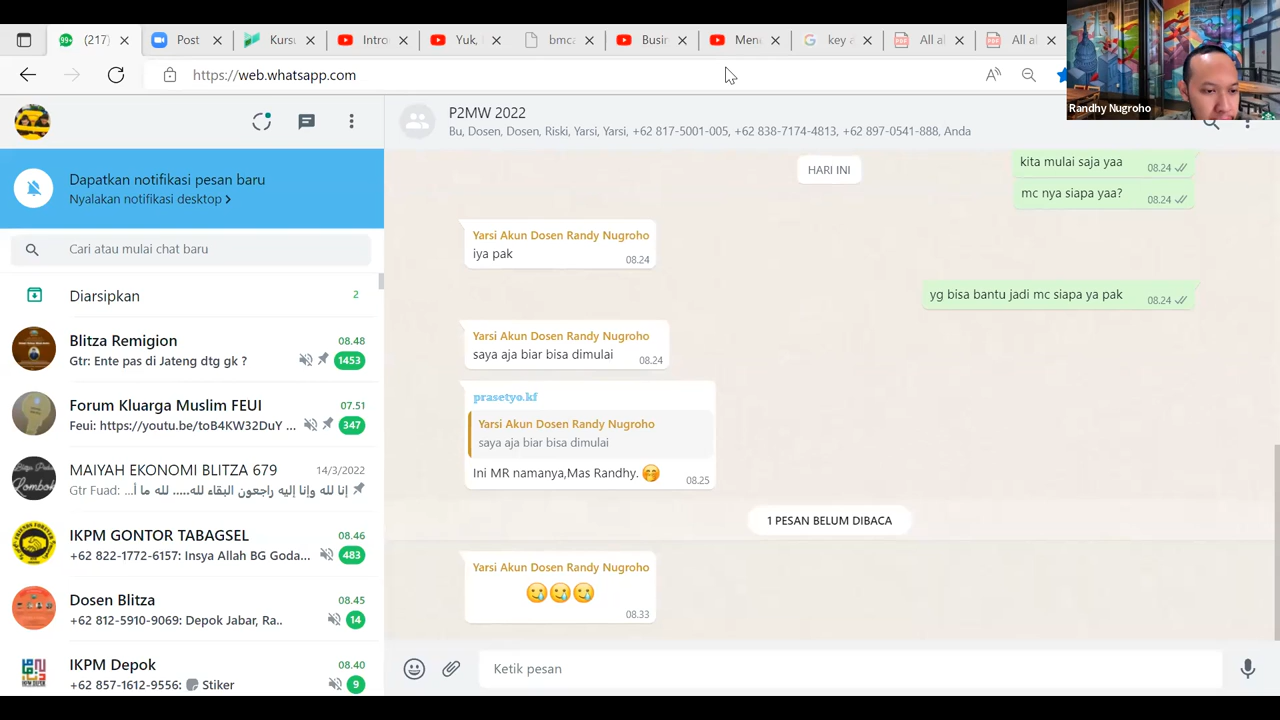 (217)
Post
Kursu
Intro
Yuk,
bmca
Busir
Men
key a
All al
All al
https://web.whatsapp.com
Randhy Nugroho
Dapatkan notifikasi pesan baru
Nyalakan notifikasi desktop
Cari atau mulai chat baru
Diarsipkan
2
Blitza Remigion
08.48
Gtr: Ente pas di Jateng dtg gk ?
1453
Forum Kluarga Muslim FEUI
07.51
Feui: https://youtu.be/toB4KW32DuY ...
347
MAIYAH EKONOMI BLITZA 679
14/3/2022
Gtr Fuad: ...إنا لله وإنا إليه راجعون البقاء لله..... لله ما أ
IKPM GONTOR TABAGSEL
08.46
+62 822-1772-6157: Insya Allah BG Goda...
483
Dosen Blitza
08.45
+62 812-5910-9069: Depok Jabar, Ra..
14
IKPM Depok
08.40
+62 857-1612-9556: Stiker
9
P2MW 2022
Bu, Dosen, Dosen, Riski, Yarsi, Yarsi, +62 817-5001-005, +62 838-7174-4813, +62 897-0541-888, Anda
HARI INI
kita mulai saja yaa
08.24
mc nya siapa yaa?
08.24
Yarsi Akun Dosen Randy Nugroho
iya pak
08.24
yg bisa bantu jadi mc siapa ya pak
08.24
Yarsi Akun Dosen Randy Nugroho
saya aja biar bisa dimulai
08.24
prasetyo.kf
Yarsi Akun Dosen Randy Nugroho
saya aja biar bisa dimulai
Ini MR namanya,Mas Randhy. 🤭
08.25
1 PESAN BELUM DIBACA
Yarsi Akun Dosen Randy Nugroho
🥲🥲🥲
08.33
Ketik pesan